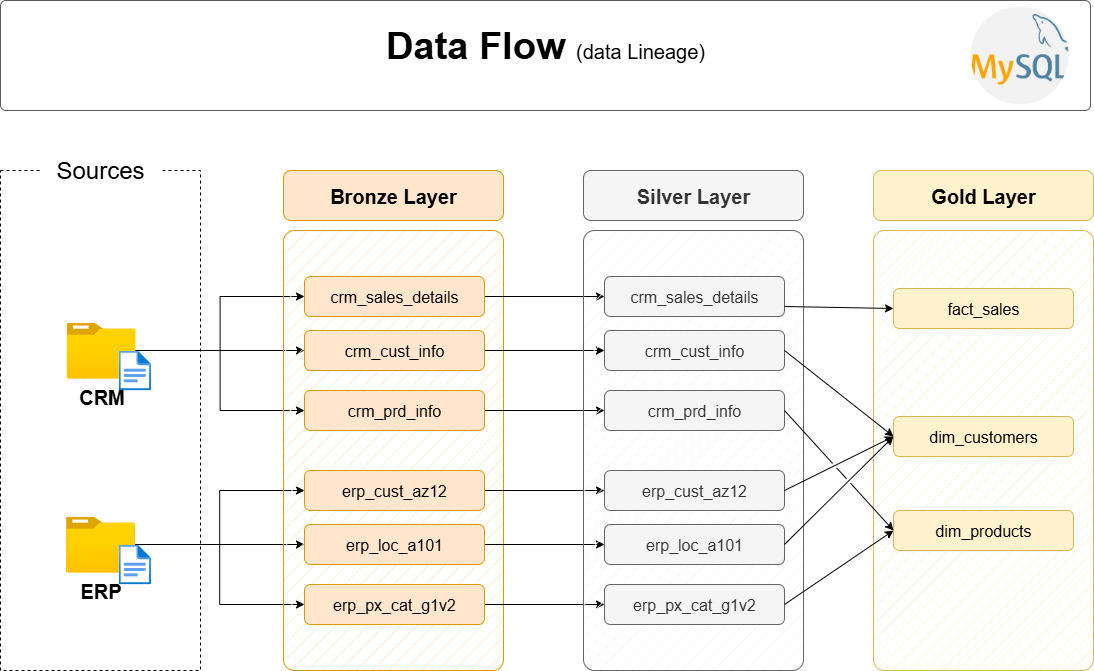 Data Flow (data Lineage)
MySQL
Sources
Bronze Layer
Silver Layer
Gold Layer
CRM
ERP
crm_sales_details
crm_cust_info
crm_prd_info
erp_cust_az12
erp_loc_a101
erp_px_cat_g1v2
crm_sales_details
crm_cust_info
crm_prd_info
erp_cust_az12
erp_loc_a101
erp_px_cat_g1v2
fact_sales
dim_customers
dim_products